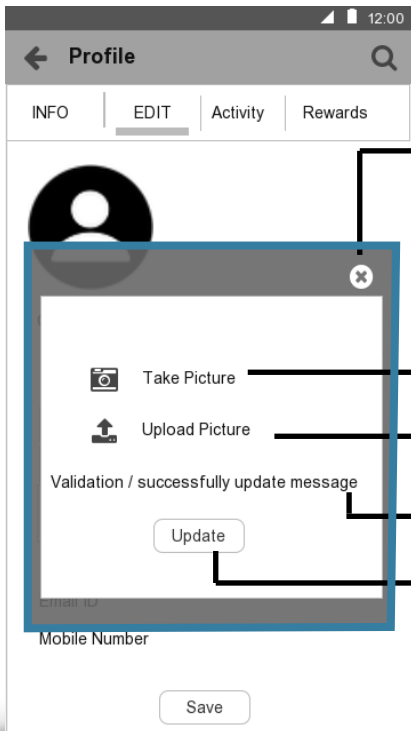 12:00
Profile
INFO EDIT Activity Rewards
Take Picture
Upload Picture
Validation / successfully update message
Update
Email ID
Mobile Number
Save